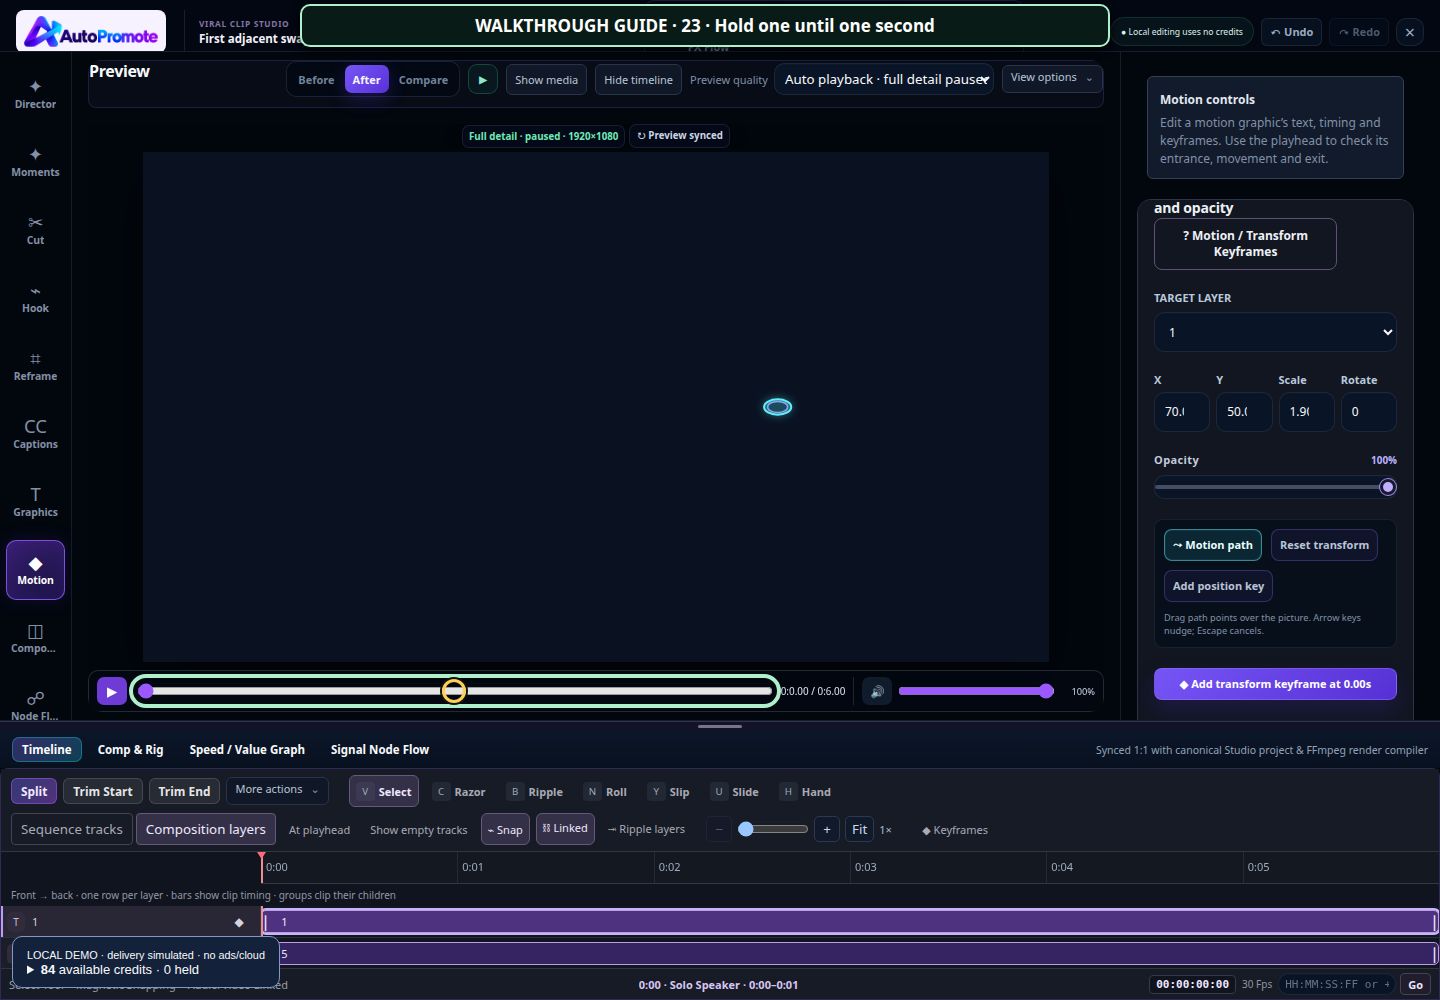 AutoPromote
VIRAL CLIP STUDIO
First adjacent swa
WALKTHROUGH GUIDE · 23 · Hold one until one second
● Local editing uses no credits
↶ Undo
↷ Redo
✕
Director
Moments
Cut
Hook
Reframe
CC
Captions
T
Graphics
Motion
Compo...
Node Fl...
Preview
Before
After
Compare
Show media
Hide timeline
Preview quality
Auto playback · full detail pause
View options
Full detail · paused · 1920×1080
↻ Preview synced
0:0.00 / 0:6.00
100%
Motion controls
Edit a motion graphic's text, timing and
keyframes. Use the playhead to check its
entrance, movement and exit.
and opacity
? Motion / Transform
Keyframes
TARGET LAYER
1
X Y Scale Rotate
70.0 50.0 1.90 0
Opacity 100%
⤳ Motion path
Reset transform
Add position key
Drag path points over the picture. Arrow keys
nudge; Escape cancels.
◆ Add transform keyframe at 0.00s
Timeline
Comp & Rig
Speed / Value Graph
Signal Node Flow
Synced 1:1 with canonical Studio project & FFmpeg render compiler
Split
Trim Start
Trim End
More actions
V Select
C Razor
B Ripple
N Roll
Y Slip
U Slide
H Hand
Sequence tracks
Composition layers
At playhead
Show empty tracks
Snap
Linked
⇥ Ripple layers
−
+
Fit
1×
◆ Keyframes
0:00 0:01 0:02 0:03 0:04 0:05
Front → back · one row per layer · bars show clip timing · groups clip their children
T 1 ◆ 1
5
LOCAL DEMO · delivery simulated · no ads/cloud
▶ 84 available credits · 0 held
0:00 · Solo Speaker · 0:00–0:01
00:00:00:00
30 Fps
HH:MM:SS:FF or +
Go